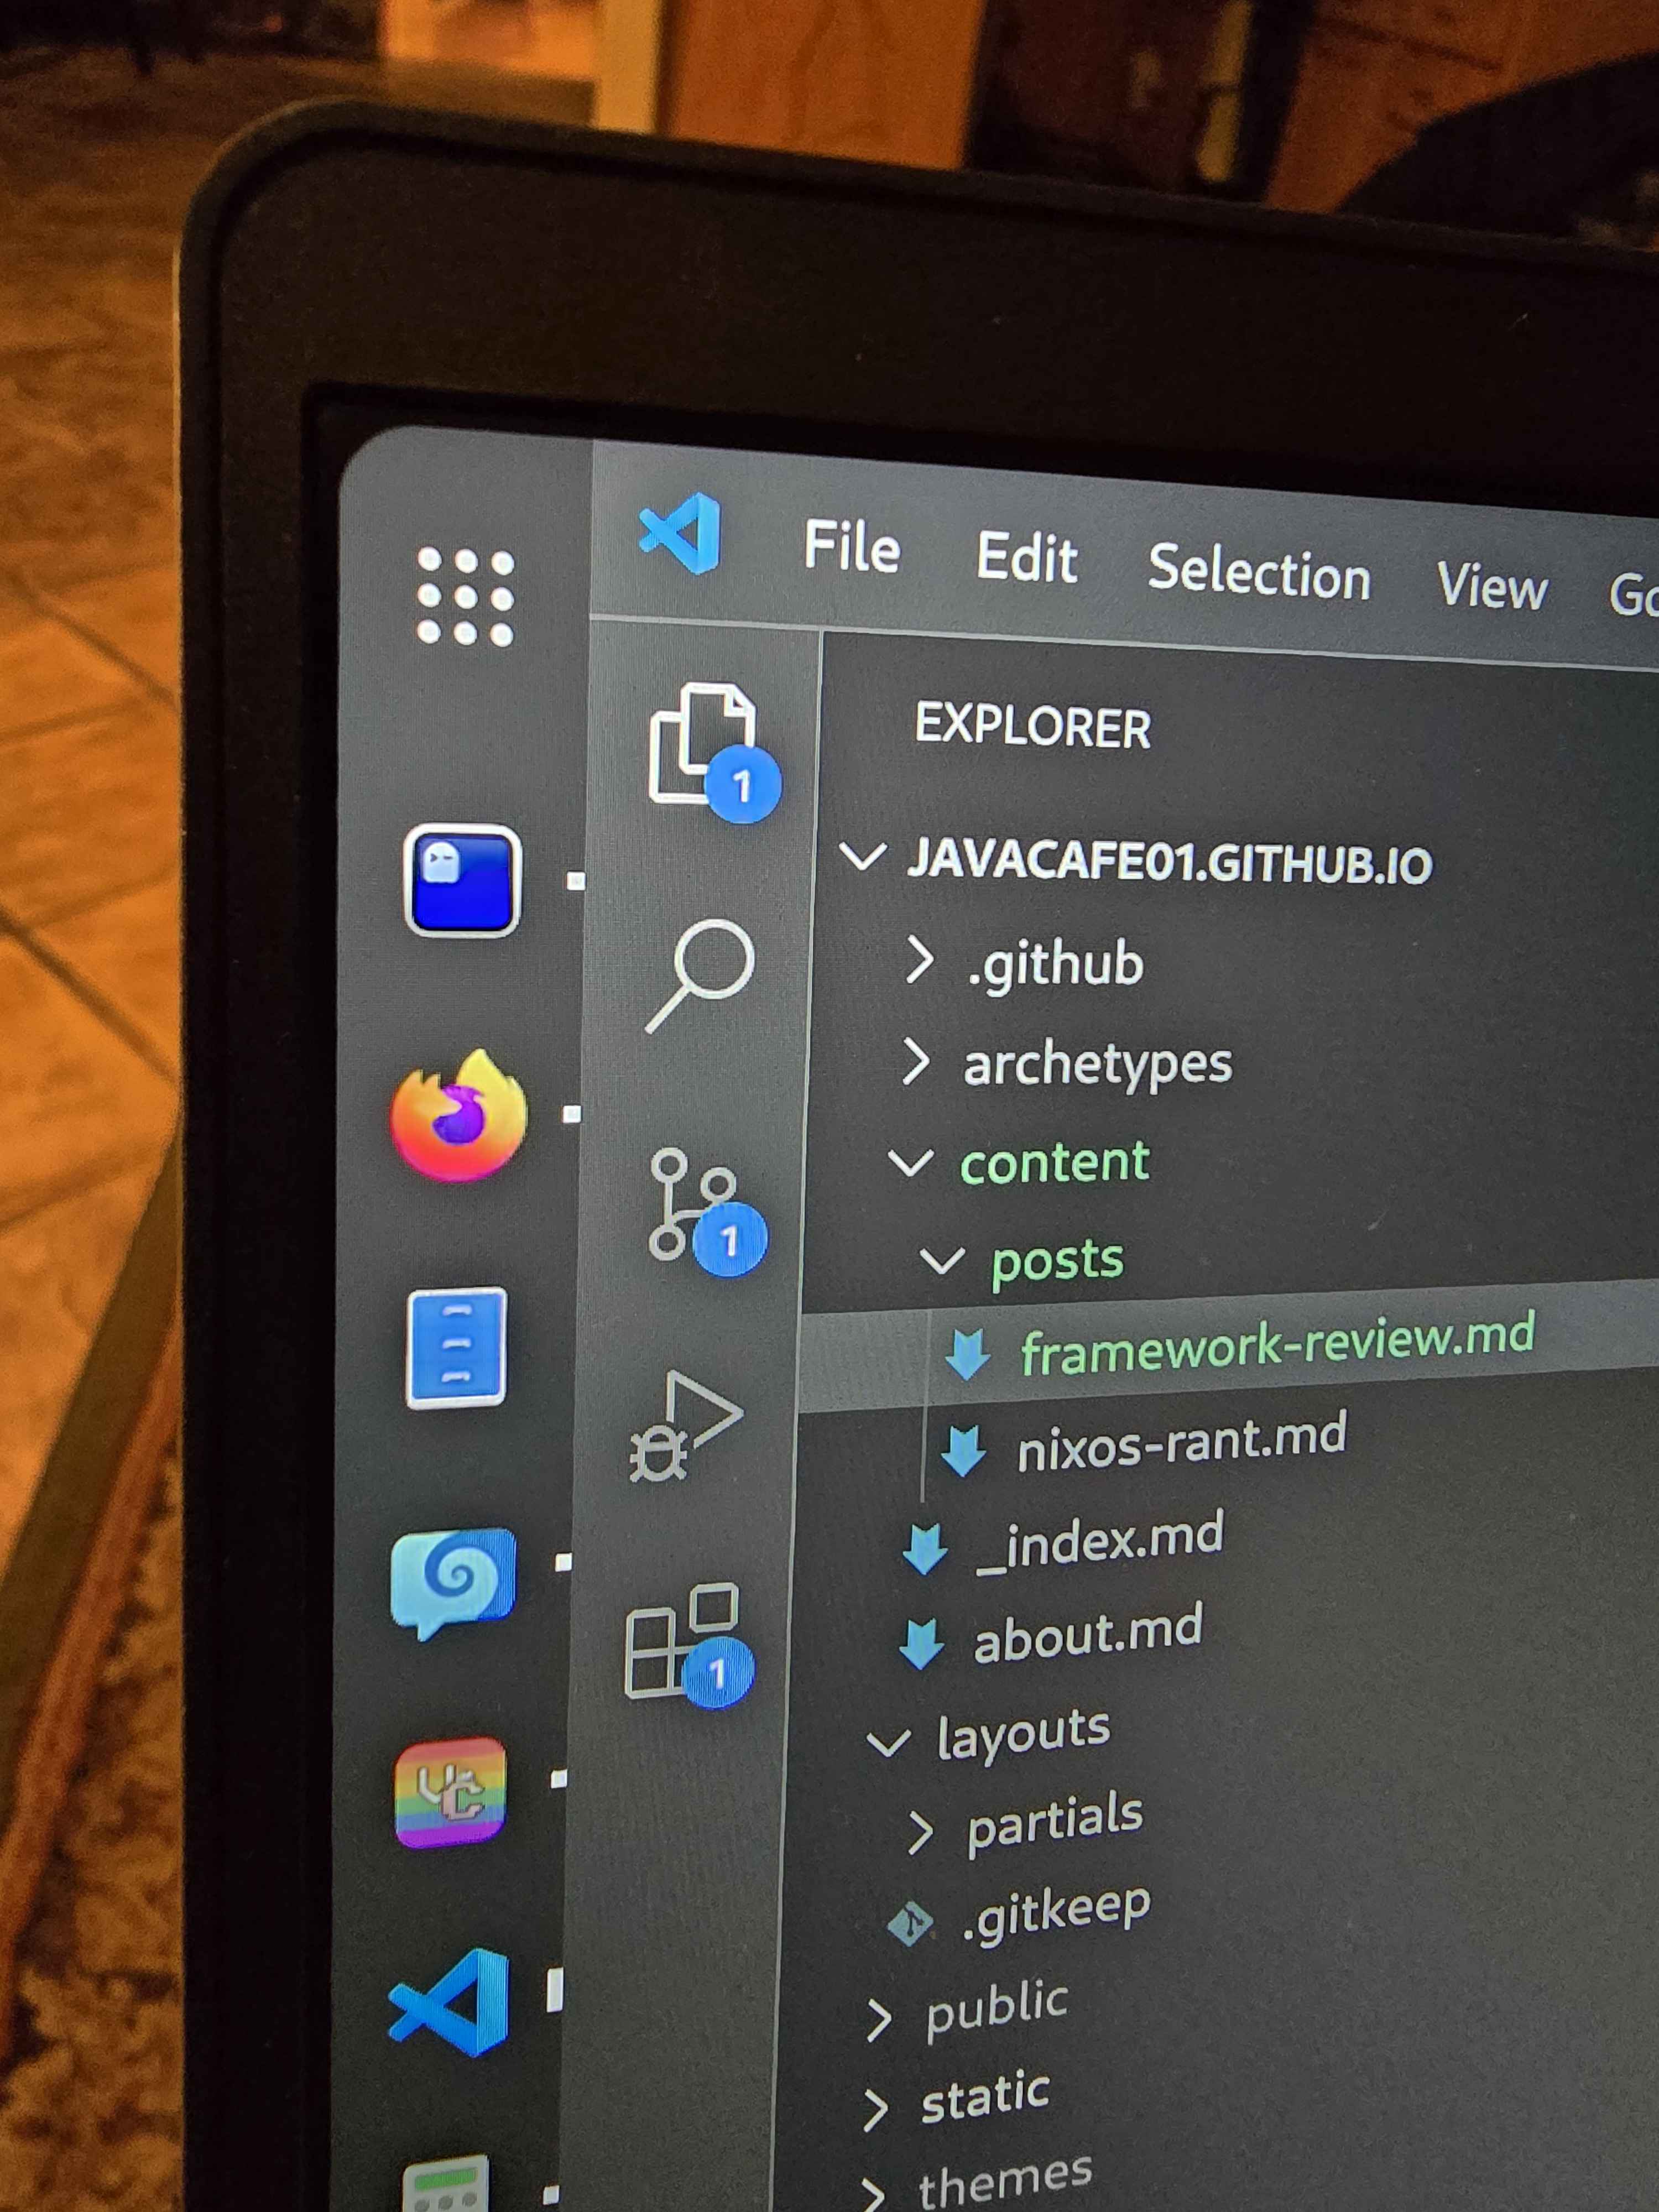 File Edit Selection View Go
1
EXPLORER
JAVACAFE01.GITHUB.IO
.github
archetypes
content
1
posts
framework-review.md
nixos-rant.md
_index.md
about.md
1
layouts
partials
.gitkeep
public
static
themes